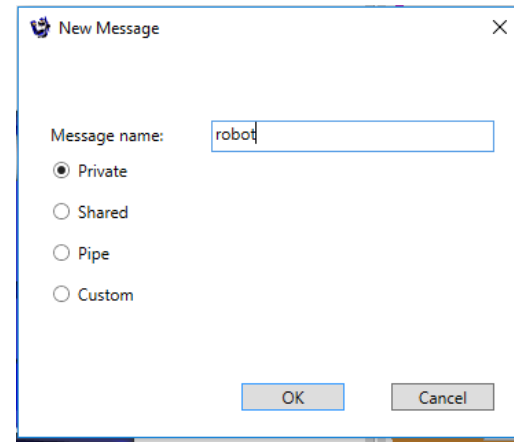 New Message
Message name:
robot
Private
Shared
Pipe
Custom
OK
Cancel